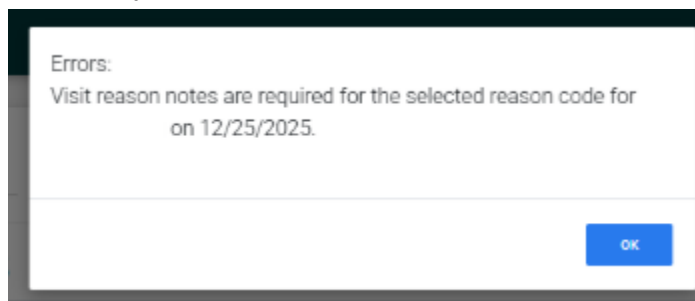 Errors:
Visit reason notes are required for the selected reason code for
on 12/25/2025.
OK